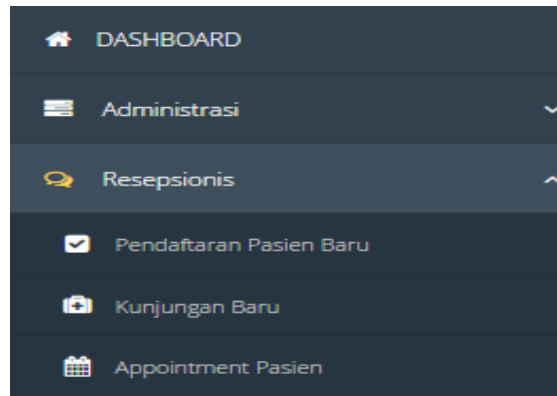 DASHBOARD
Administrasi
Resepsionis
Pendaftaran Pasien Baru
Kunjungan Baru
Appointment Pasien